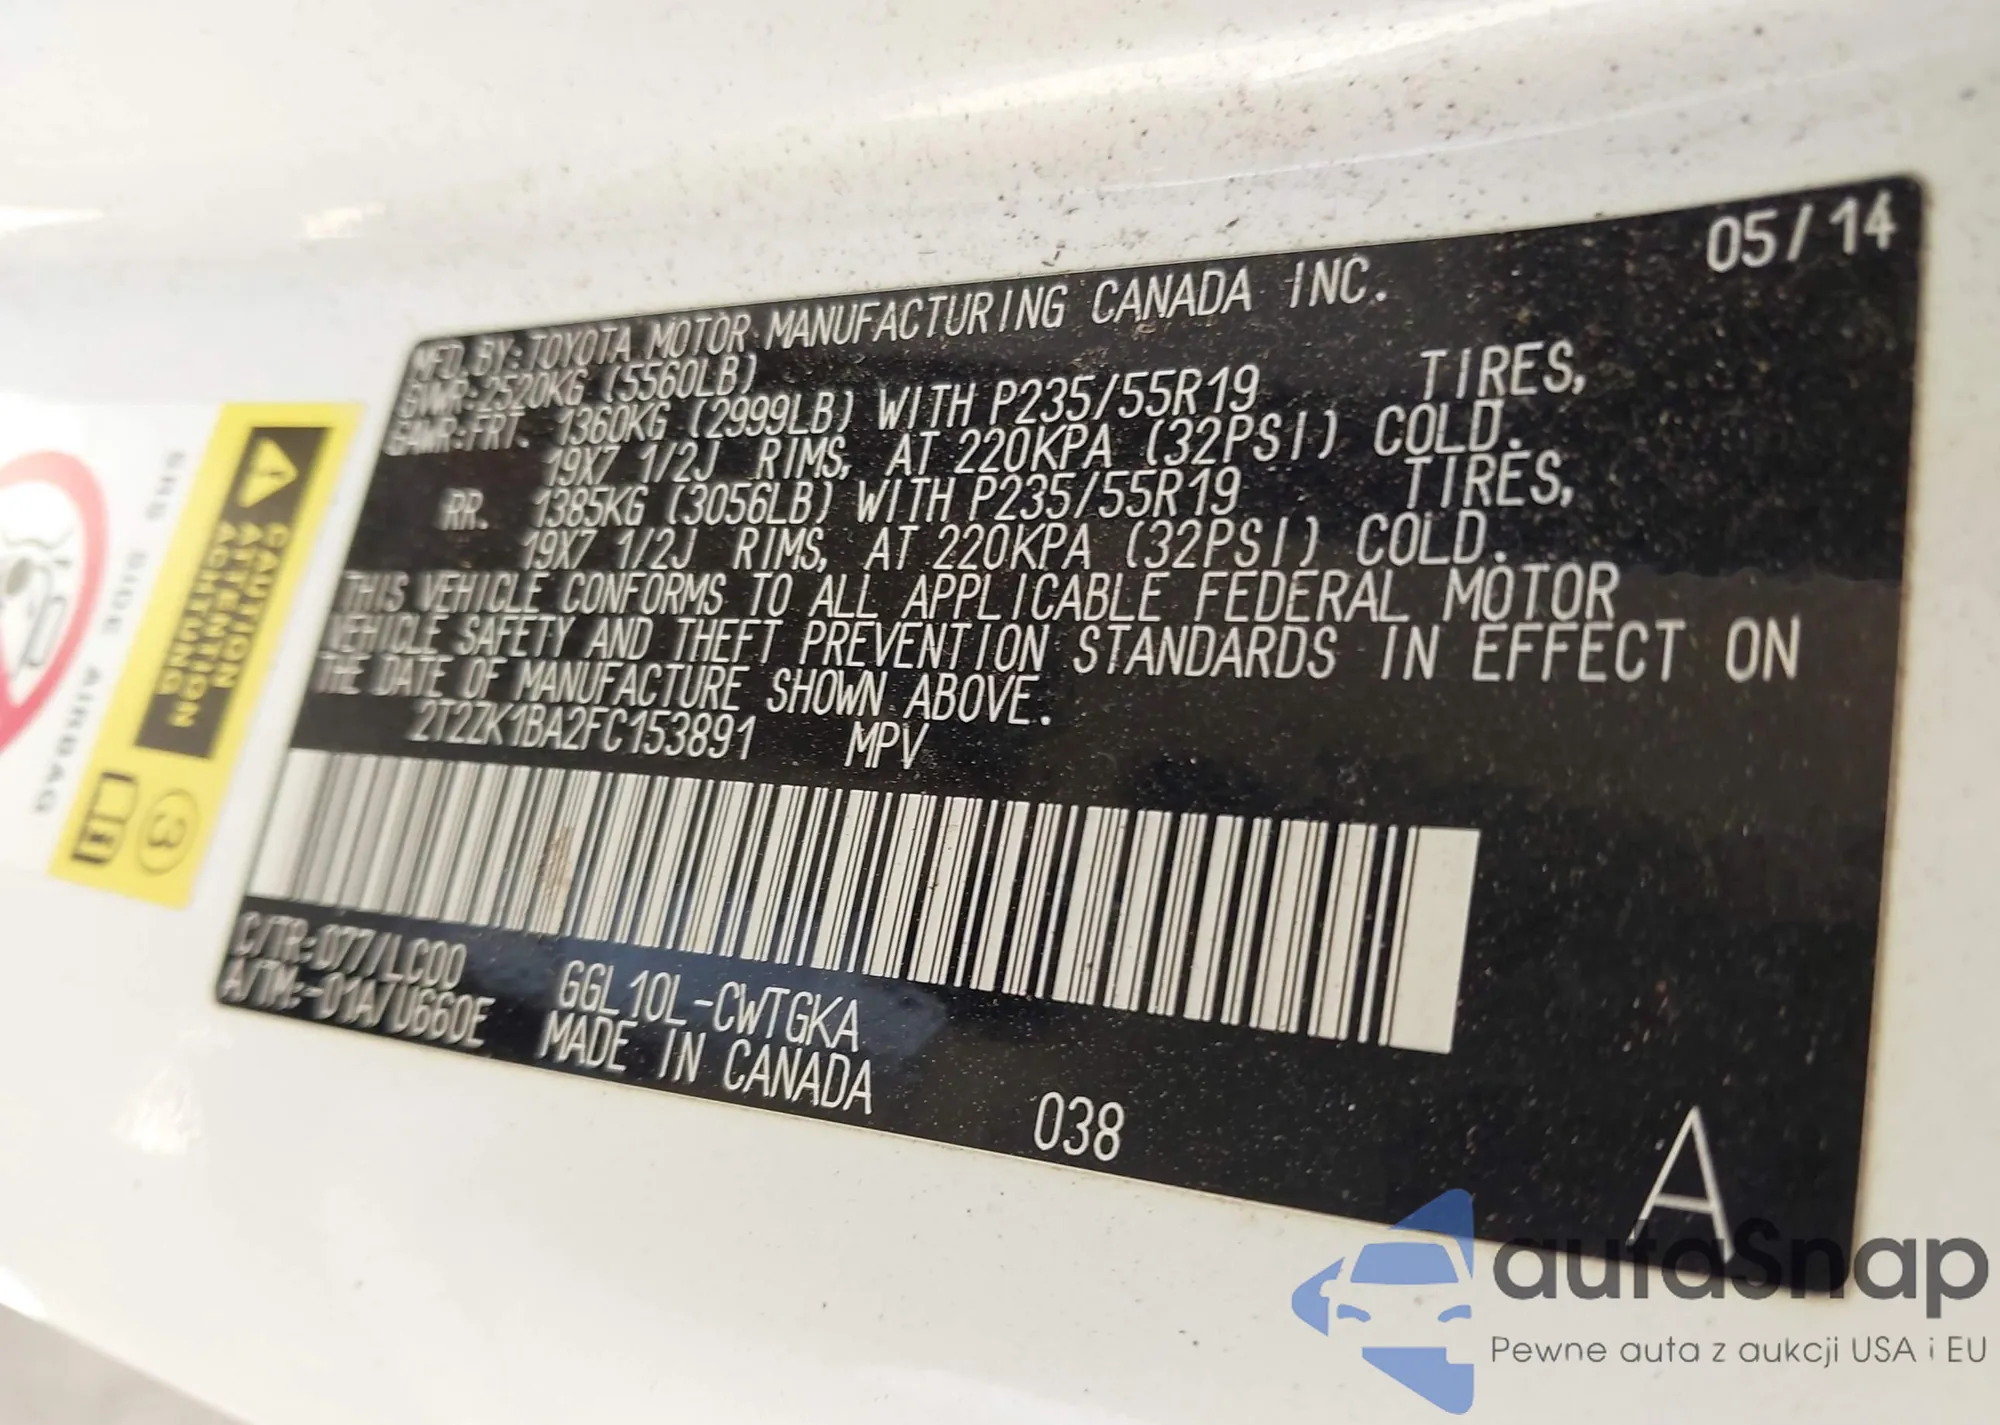 05/14
MFD. BY: TOYOTA MOTOR MANUFACTURING CANADA INC.
GVWR: 2520KG (5560LB)
GAWR: FRT. 1360KG (2999LB) WITH P235/55R19 TIRES,
19X7 1/2J RIMS, AT 220KPA (32PSI) COLD.
RR. 1385KG (3056LB) WITH P235/55R19 TIRES,
19X7 1/2J RIMS, AT 220KPA (32PSI) COLD.
THIS VEHICLE CONFORMS TO ALL APPLICABLE FEDERAL MOTOR
VEHICLE SAFETY AND THEFT PREVENTION STANDARDS IN EFFECT ON
THE DATE OF MANUFACTURE SHOWN ABOVE.
2T2ZK1BA2FC153891 MPV
C/TR: 077/LC00 GGL10L-CWTGKA
A/TM: -01A/U660E MADE IN CANADA
038
A
SRS SIDE AIRBAG
CAUTION
ATTENTION
ACHTUNG
3
autaSnap
Pewne auta z aukcji USA i EU